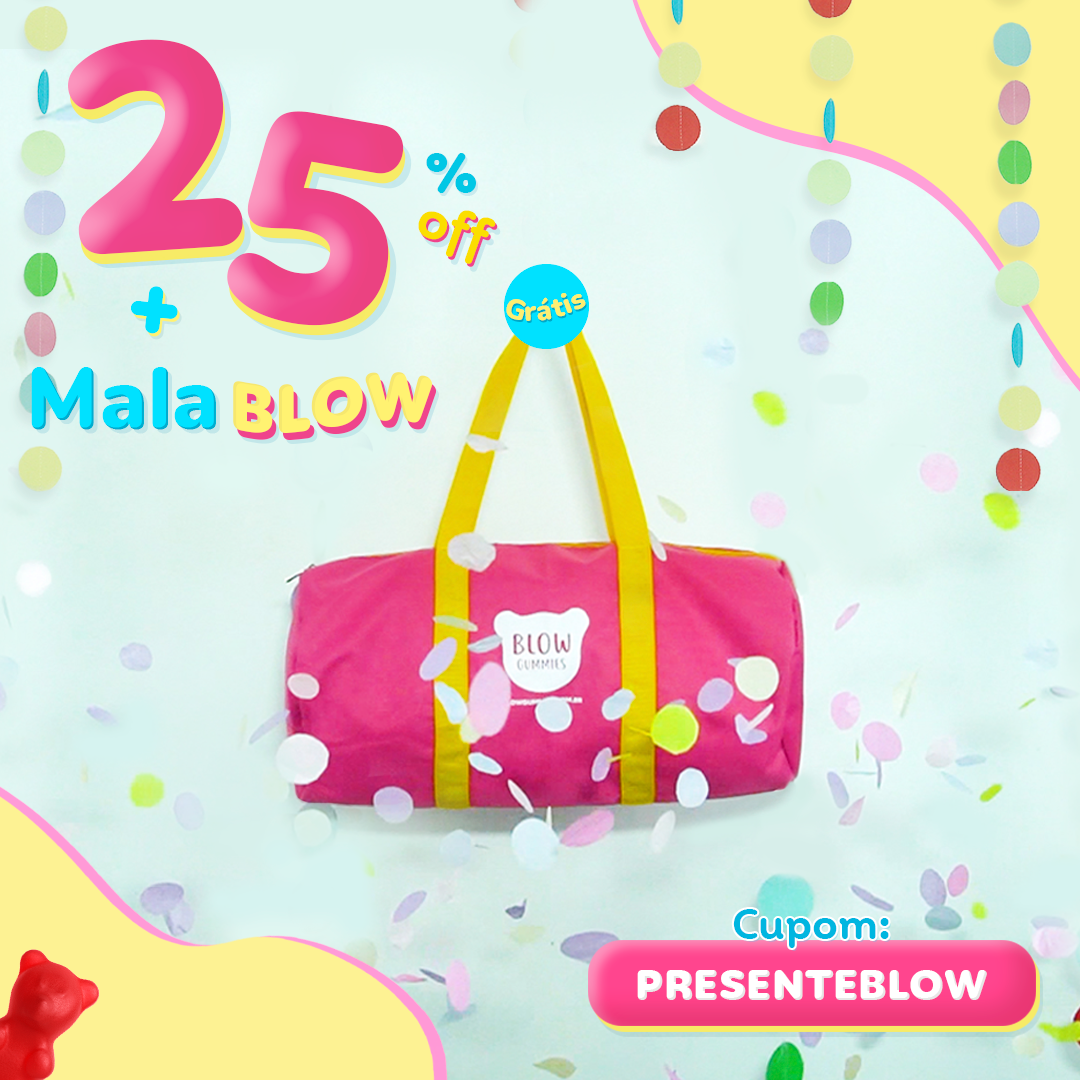 25
%
off
+
Mala BLOW
Grátis
BLOW
GUMMIES
Cupom:
PRESENTEBLOW